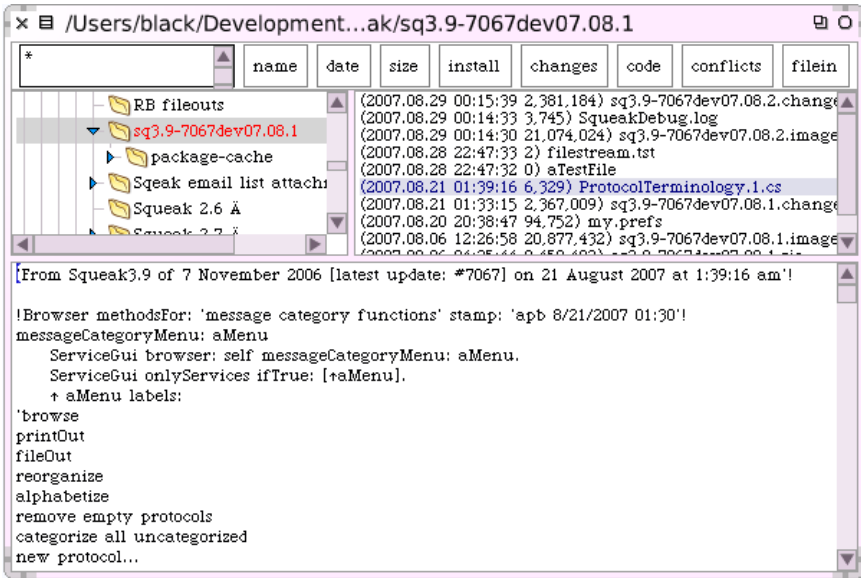 /Users/black/Development...ak/sq3.9-7067dev07.08.1
*
name date size install changes code conflicts filein
RB fileouts
sq3.9-7067dev07.08.1
package-cache
Sqeak email list attach
Squeak 2.6 Ä
Squeak 2.7 Ä
(2007.08.29 00:15:39 2,381,184) sq3.9-7067dev07.08.2.change
(2007.08.29 00:14:33 3,745) SqueakDebug.log
(2007.08.29 00:14:30 21,074,024) sq3.9-7067dev07.08.2.image
(2007.08.28 22:47:33 2) filestream.tst
(2007.08.28 22:47:32 0) aTestFile
(2007.08.21 01:39:16 6,329) ProtocolTerminology.1.cs
(2007.08.21 01:33:15 2,367,009) sq3.9-7067dev07.08.1.change
(2007.08.20 20:38:47 94,752) my.prefs
(2007.08.06 12:26:58 20,877,432) sq3.9-7067dev07.08.1.image
'From Squeak3.9 of 7 November 2006 [latest update: #7067] on 21 August 2007 at 1:39:16 am'!
!Browser methodsFor: 'message category functions' stamp: 'apb 8/21/2007 01:30'!
messageCategoryMenu: aMenu
ServiceGui browser: self messageCategoryMenu: aMenu.
ServiceGui onlyServices ifTrue: [↑aMenu].
↑ aMenu labels:
'browse
printOut
fileOut
reorganize
alphabetize
remove empty protocols
categorize all uncategorized
new protocol...